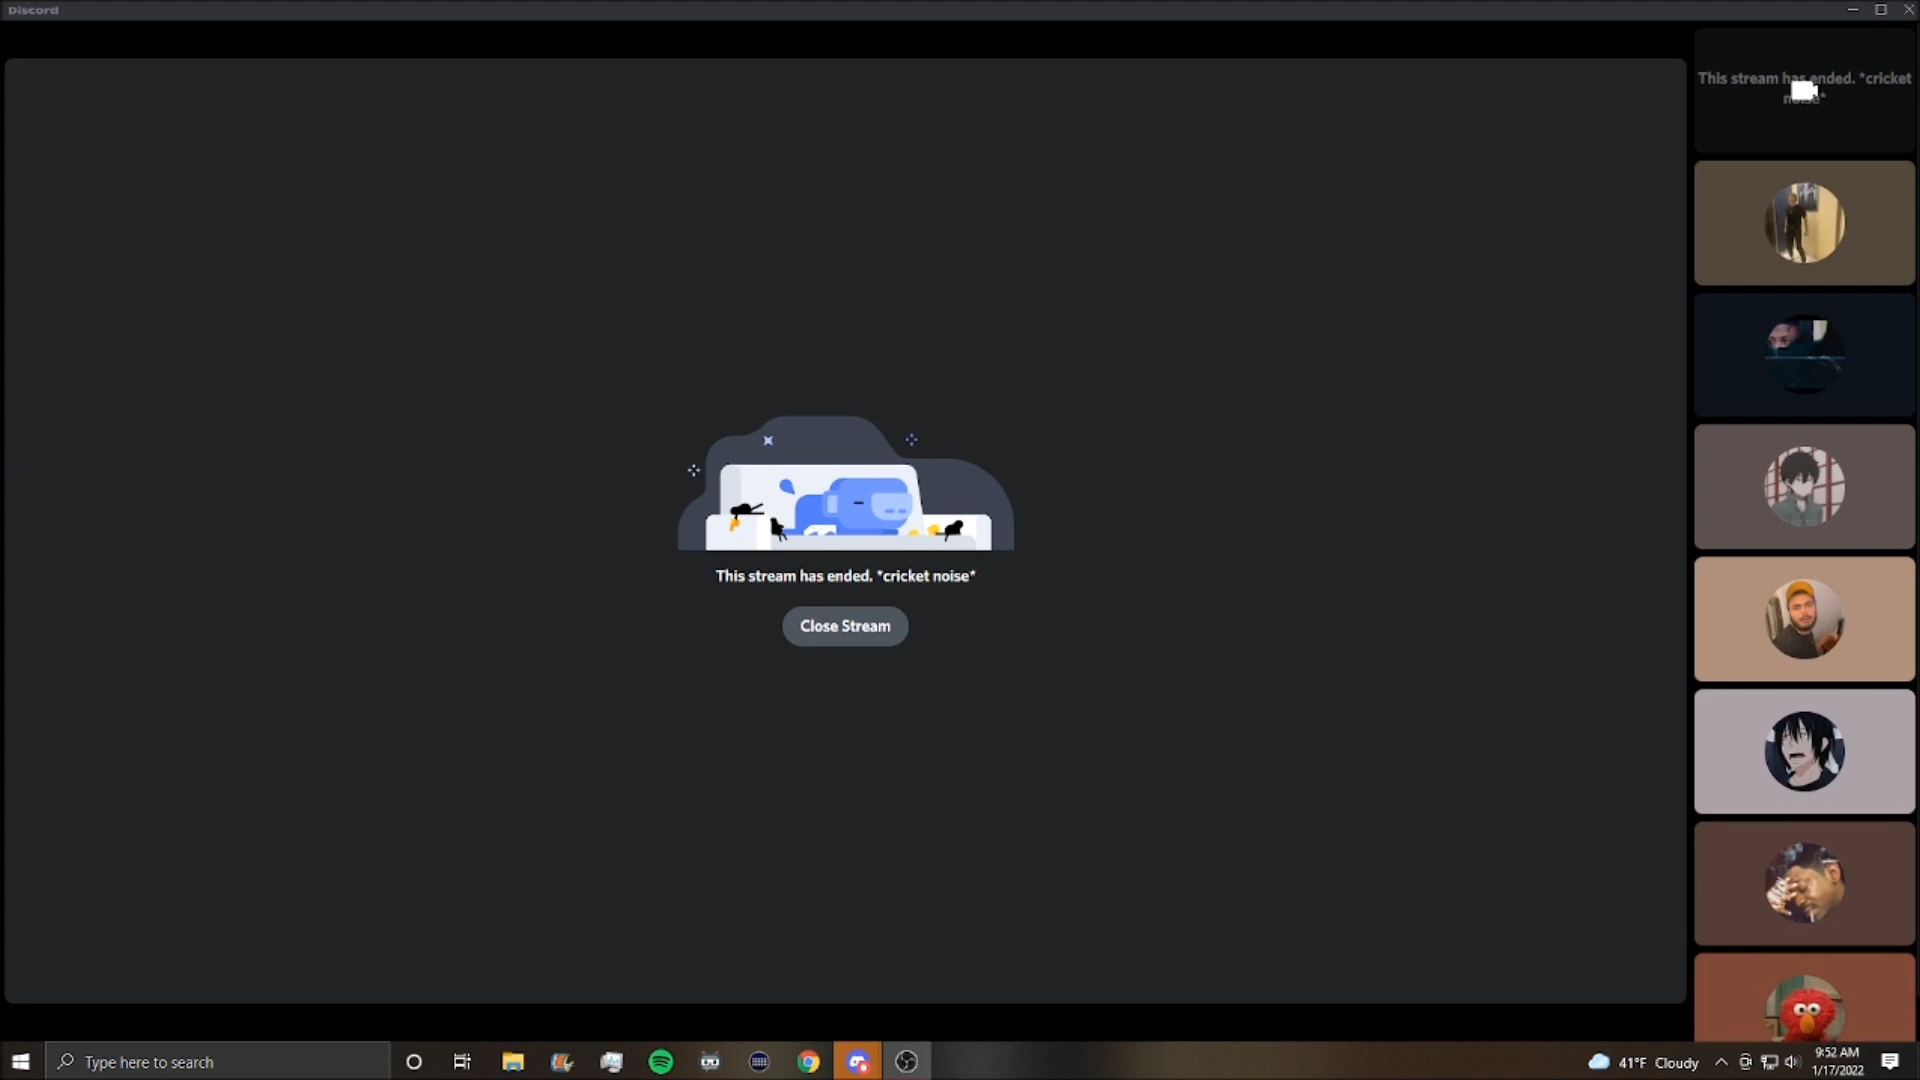 Discord
This stream has ended. *cricket
noise*
This stream has ended. *cricket noise*
Close Stream
Type here to search
41°F Cloudy
9:52 AM
1/17/2022